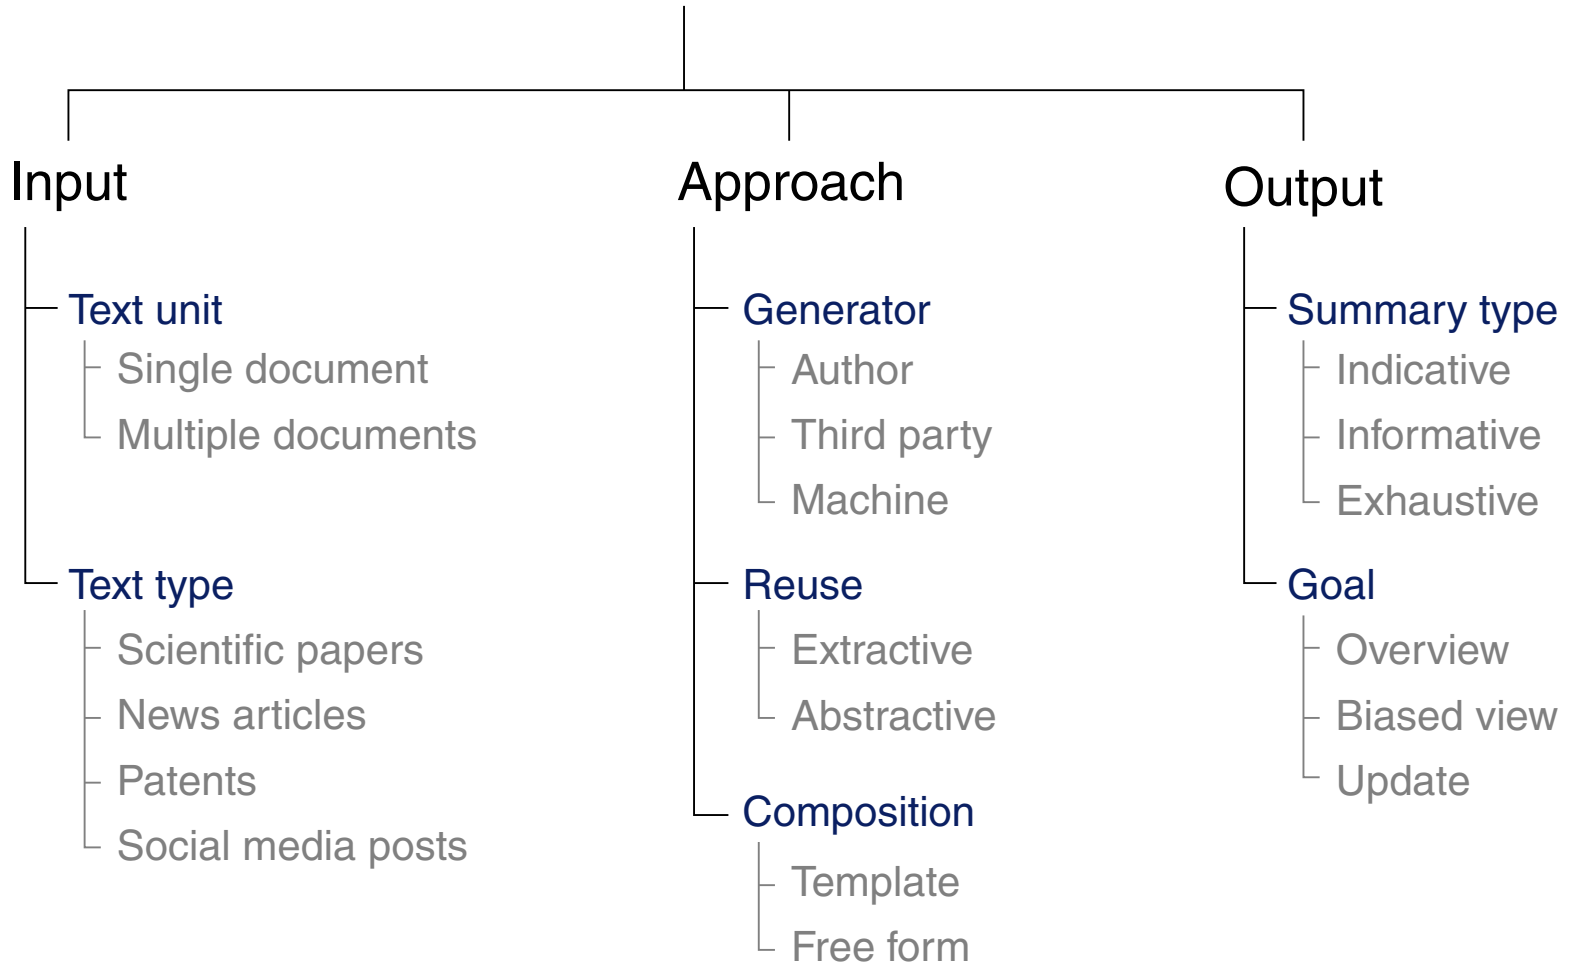 Input
Text unit
Single document
Multiple documents
Text type
Scientific papers
News articles
Patents
Social media posts
Approach
Generator
Author
Third party
Machine
Reuse
Extractive
Abstractive
Composition
Template
Free form
Output
Summary type
Indicative
Informative
Exhaustive
Goal
Overview
Biased view
Update